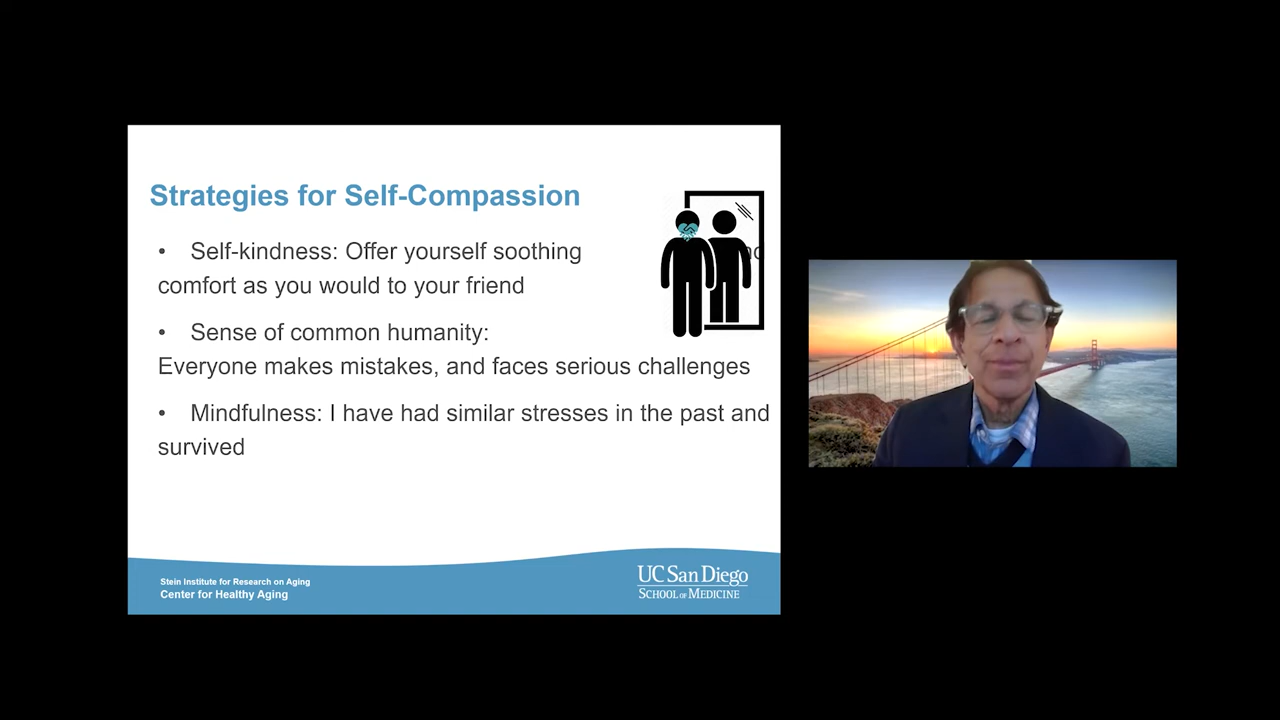 Strategies for Self-Compassion
• Self-kindness: Offer yourself soothing
comfort as you would to your friend
• Sense of common humanity:
Everyone makes mistakes, and faces serious challenges
• Mindfulness: I have had similar stresses in the past and
survived
Stein Institute for Research on Aging
Center for Healthy Aging
UC San Diego
SCHOOL OF MEDICINE